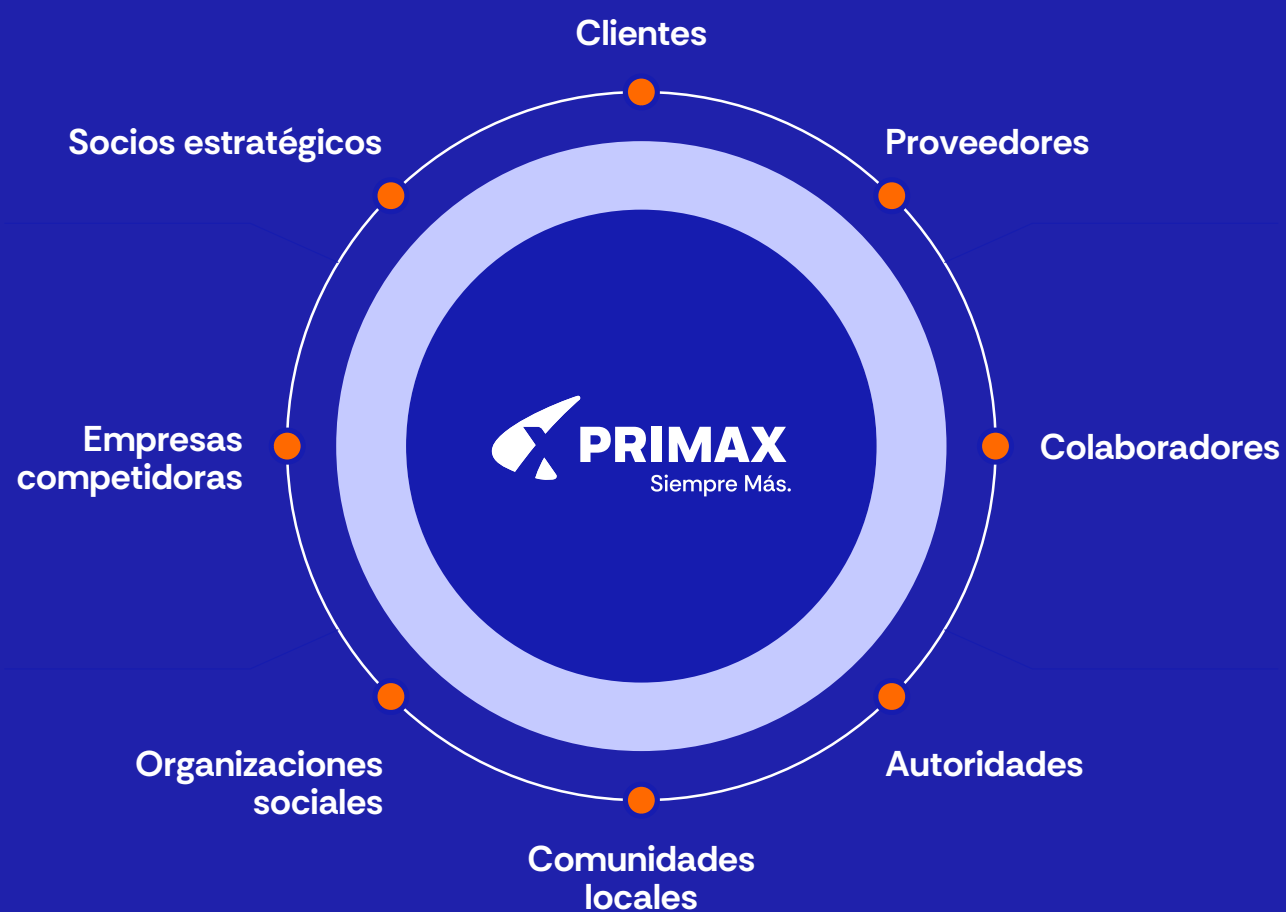 Clientes
Socios estratégicos
Proveedores
Empresas
competidoras
PRIMAX
Siempre Más.
Colaboradores
Organizaciones
sociales
Autoridades
Comunidades
locales